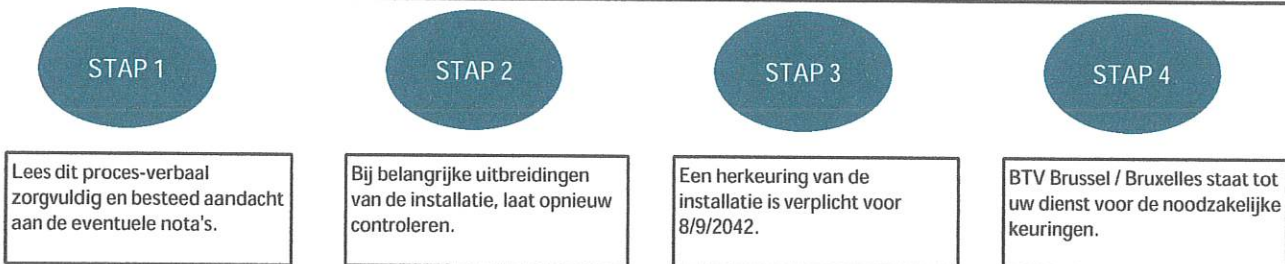 STAP 1
STAP 2
STAP 3
STAP 4
Lees dit proces-verbaal
zorgvuldig en besteed aandacht
aan de eventuele nota's.
Bij belangrijke uitbreidingen
van de installatie, laat opnieuw
controleren.
Een herkeuring van de
installatie is verplicht voor
8/9/2042.
BTV Brussel / Bruxelles staat tot
uw dienst voor de noodzakelijke
keuringen.